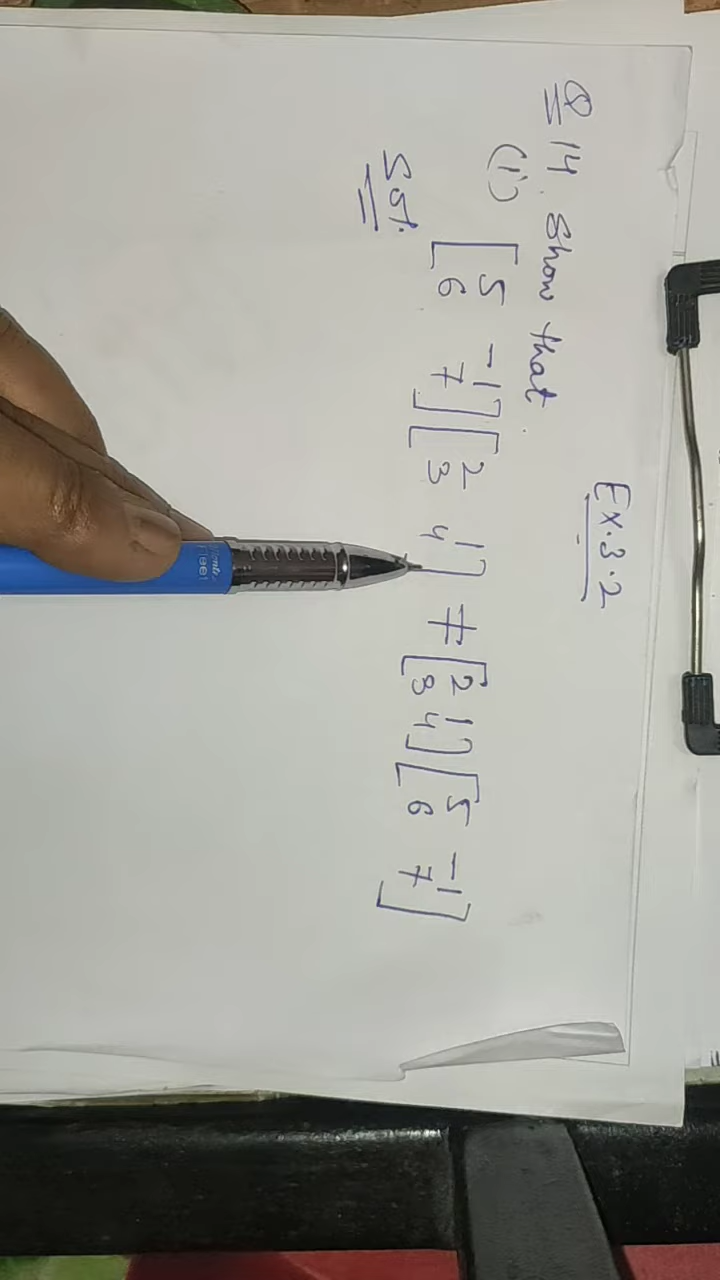 Ex.3.2
Q 14. Show that
(i) [5 -1] [2 1] ≠ [2 1] [5 -1]
[6 7] [3 4] [3 4] [6 7]
Sol.